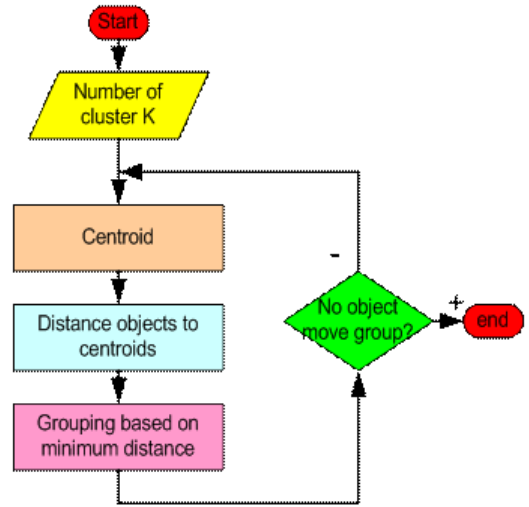 Start
Number of
cluster K
Centroid
Distance objects to
centroids
Grouping based on
minimum distance
-
No object
move group?
+
end